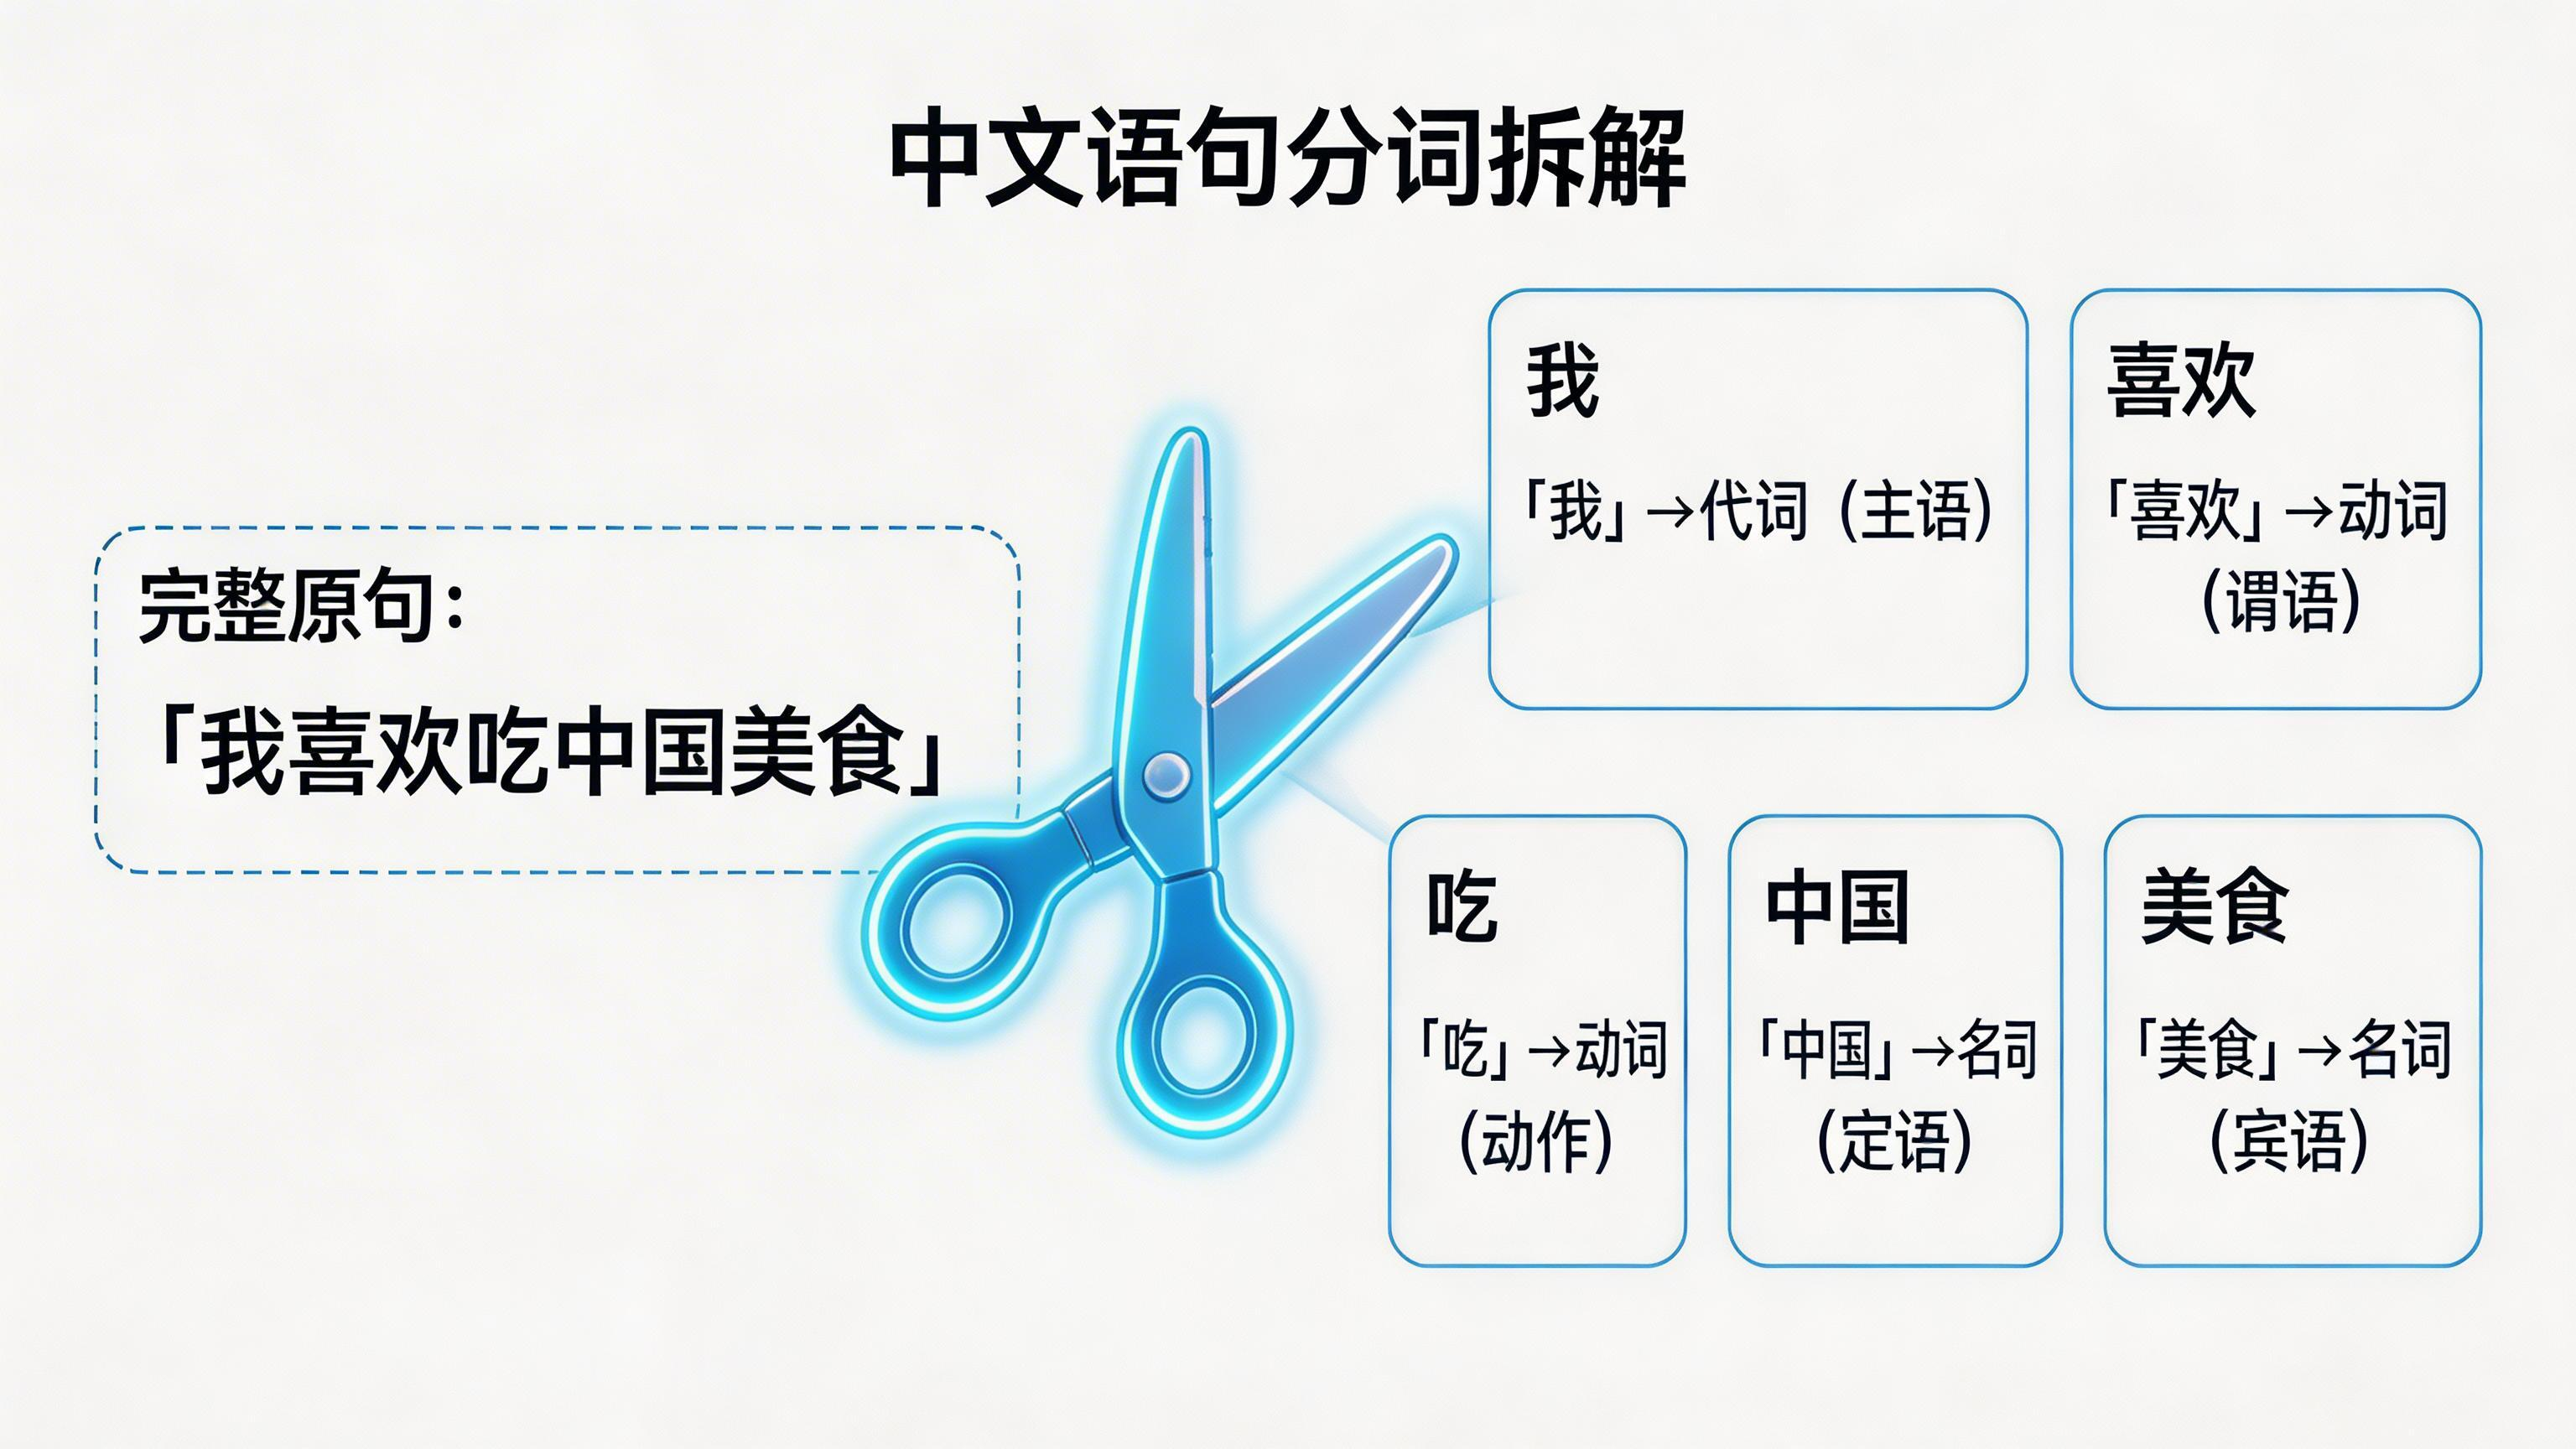 中文语句分词拆解
完整原句：
「我喜欢吃中国美食」
我
「我」→代词（主语）
喜欢
「喜欢」→动词
（谓语）
吃
「吃」→动词
（动作）
中国
「中国」→名司
（定语）
美食
「美食」→名词
（宾语）